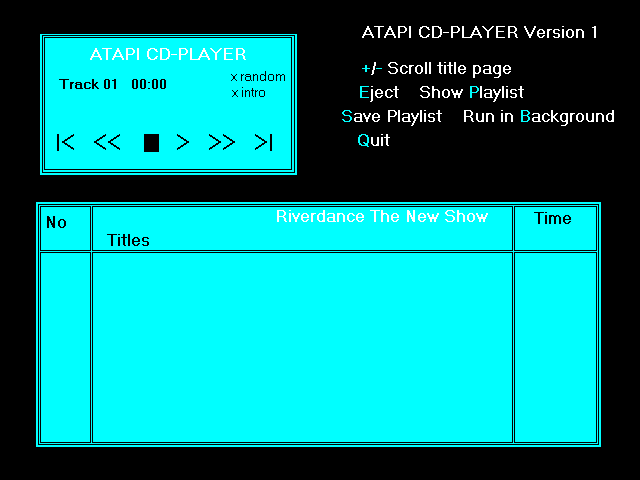 ATAPI CD-PLAYER
Track 01 00:00
x random
x intro
|< << ■ > >> >|
ATAPI CD-PLAYER Version 1
+/- Scroll title page
Eject Show Playlist
Save Playlist Run in Background
Quit
No
Riverdance The New Show
Titles
Time